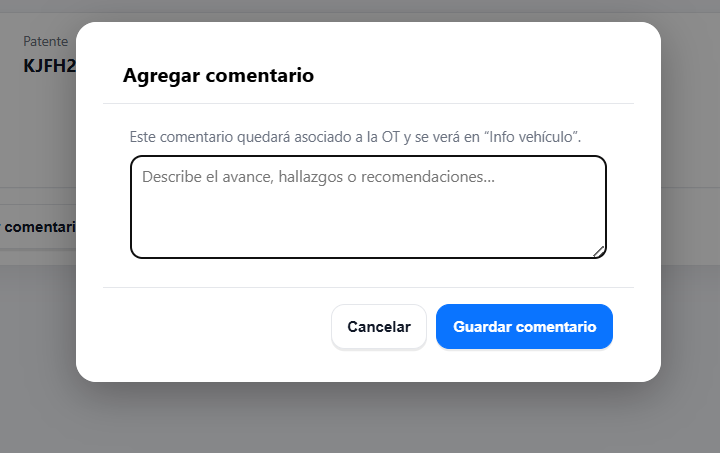 Patente
KJFH2
Agregar comentario
Este comentario quedará asociado a la OT y se verá en “Info vehículo”.
Describe el avance, hallazgos o recomendaciones...
comentari
Cancelar
Guardar comentario